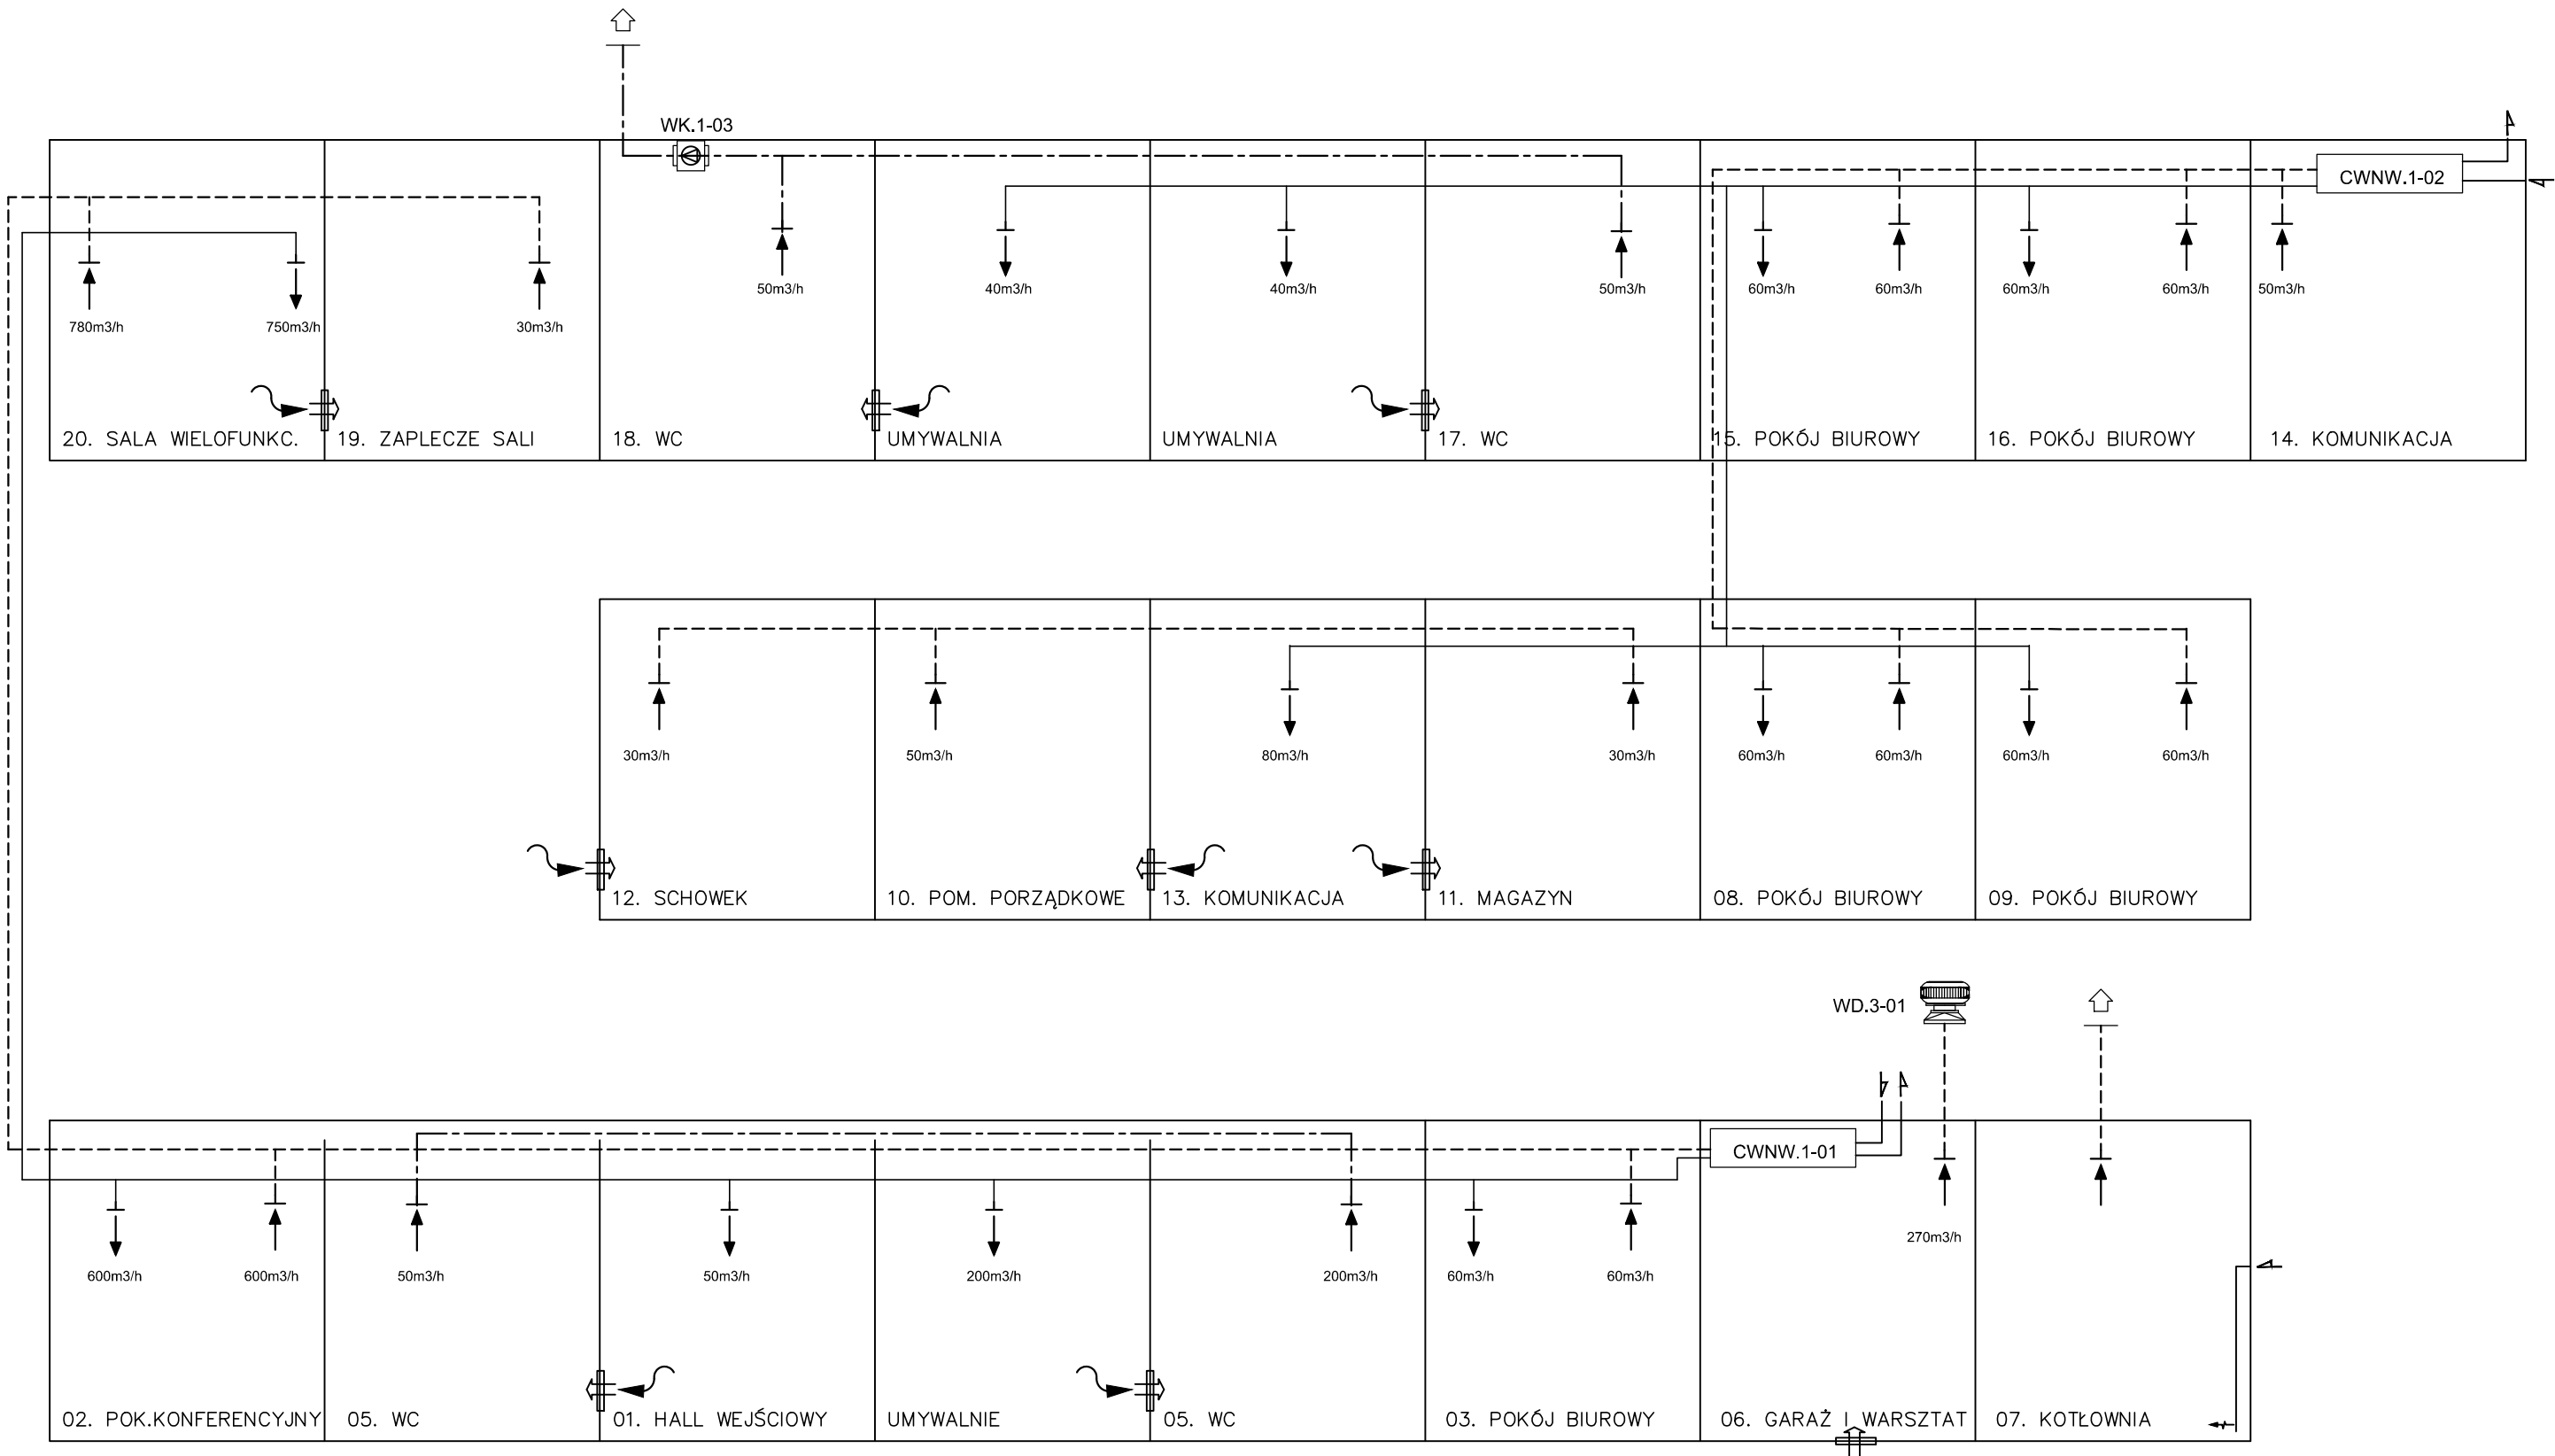 WK.1-03
CWNW.1-02
50m3/h
40m3/h
40m3/h
50m3/h
60m3/h
60m3/h
60m3/h
60m3/h
50m3/h
780m3/h
750m3/h
30m3/h
20. SALA WIELOFUNKC.
19. ZAPLECZE SALI
18. WC
UMYWALNIA
UMYWALNIA
17. WC
15. POKÓJ BIUROWY
16. POKÓJ BIUROWY
14. KOMUNIKACJA
30m3/h
50m3/h
80m3/h
30m3/h
60m3/h
60m3/h
60m3/h
60m3/h
12. SCHOWEK
10. POM. PORZĄDKOWE
13. KOMUNIKACJA
11. MAGAZYN
08. POKÓJ BIUROWY
09. POKÓJ BIUROWY
WD.3-01
CWNW.1-01
270m3/h
600m3/h
600m3/h
50m3/h
50m3/h
200m3/h
200m3/h
60m3/h
60m3/h
02. POK.KONFERENCYJNY
05. WC
01. HALL WEJŚCIOWY
UMYWALNIE
05. WC
03. POKÓJ BIUROWY
06. GARAŻ I WARSZTAT
07. KOTŁOWNIA